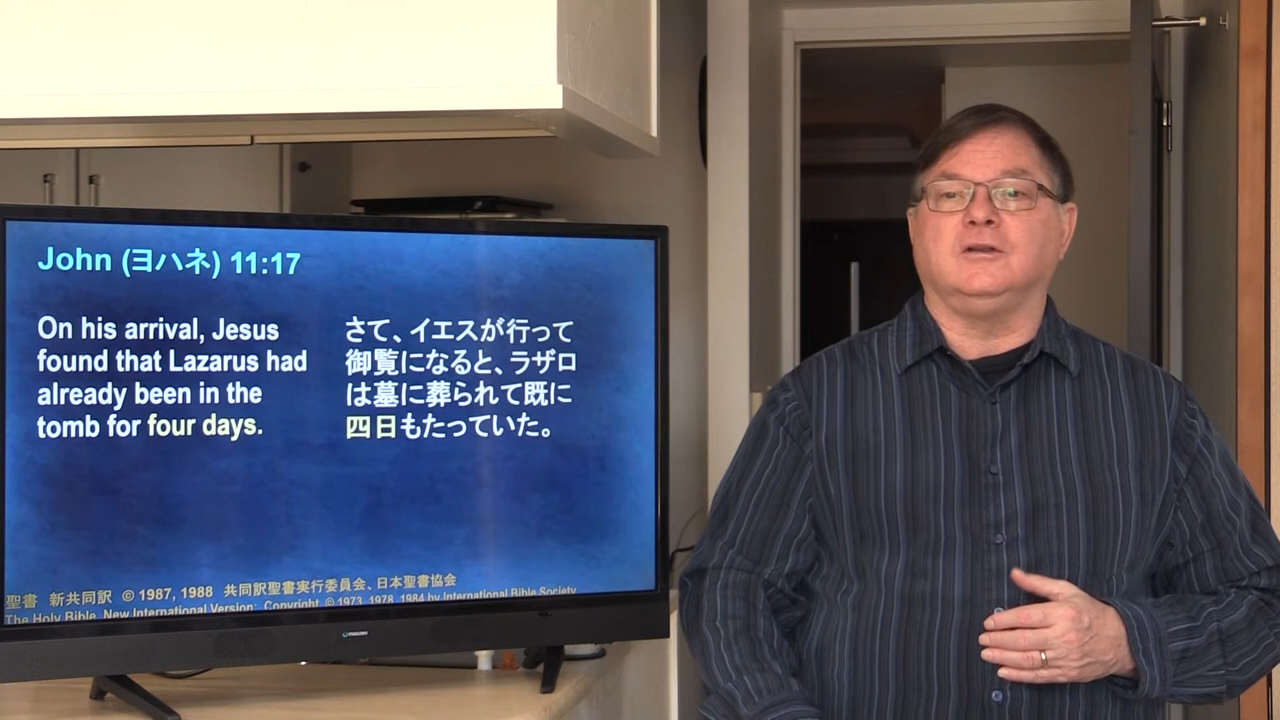 John (ヨハネ) 11:17
On his arrival, Jesus
found that Lazarus had
already been in the
tomb for four days.
さて、イエスが行って
御覧になると、ラザロ
は墓に葬られて既に
四日もたっていた。
聖書 新共同訳 © 1987, 1988 共同訳聖書実行委員会、日本聖書協会
The Holy Bible, New International Version; Copyright © 1973, 1978, 1984 by International Bible Society